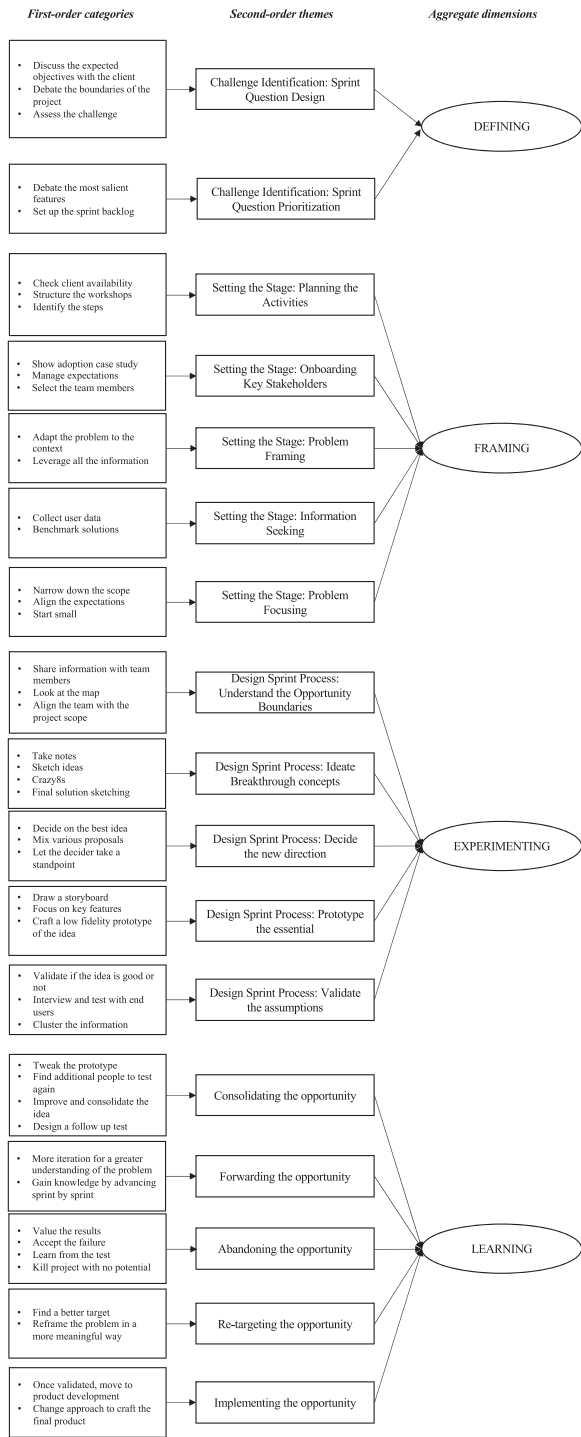 First-order categories
Second-order themes
Aggregate dimensions
• Discuss the expected
objectives with the client
• Debate the boundaries of the
project
• Assess the challenge
Challenge Identification: Sprint
Question Design
DEFINING
• Debate the most salient
features
• Set up the sprint backlog
Challenge Identification: Sprint
Question Prioritization
• Check client availability
• Structure the workshops
• Identify the steps
Setting the Stage: Planning the
Activities
• Show adoption case study
• Manage expectations
• Select the team members
Setting the Stage: Onboarding
Key Stakeholders
• Adapt the problem to the
context
• Leverage all the information
Setting the Stage: Problem
Framing
FRAMING
• Collect user data
• Benchmark solutions
Setting the Stage: Information
Seeking
• Narrow down the scope
• Align the expectations
• Start small
Setting the Stage: Problem
Focusing
• Share information with team
members
• Look at the map
• Align the team with the
project scope
Design Sprint Process:
Understand the Opportunity
Boundaries
• Take notes
• Sketch ideas
• Crazy8s
• Final solution sketching
Design Sprint Process: Ideate
Breakthrough concepts
• Decide on the best idea
• Mix various proposals
• Let the decider take a
standpoint
Design Sprint Process: Decide
the new direction
EXPERIMENTING
• Draw a storyboard
• Focus on key features
• Craft a low fidelity prototype
of the idea
Design Sprint Process: Prototype
the essential
• Validate if the idea is good or
not
• Interview and test with end
users
• Cluster the information
Design Sprint Process: Validate
the assumptions
• Tweak the prototype
• Find additional people to test
again
• Improve and consolidate the
idea
• Design a follow up test
Consolidating the opportunity
• More iteration for a greater
understanding of the problem
• Gain knowledge by advancing
sprint by sprint
Forwarding the opportunity
• Value the results
• Accept the failure
• Learn from the test
• Kill project with no potential
Abandoning the opportunity
LEARNING
• Find a better target
• Reframe the problem in a
more meaningful way
Re-targeting the opportunity
• Once validated, move to
product development
• Change approach to craft the
final product
Implementing the opportunity